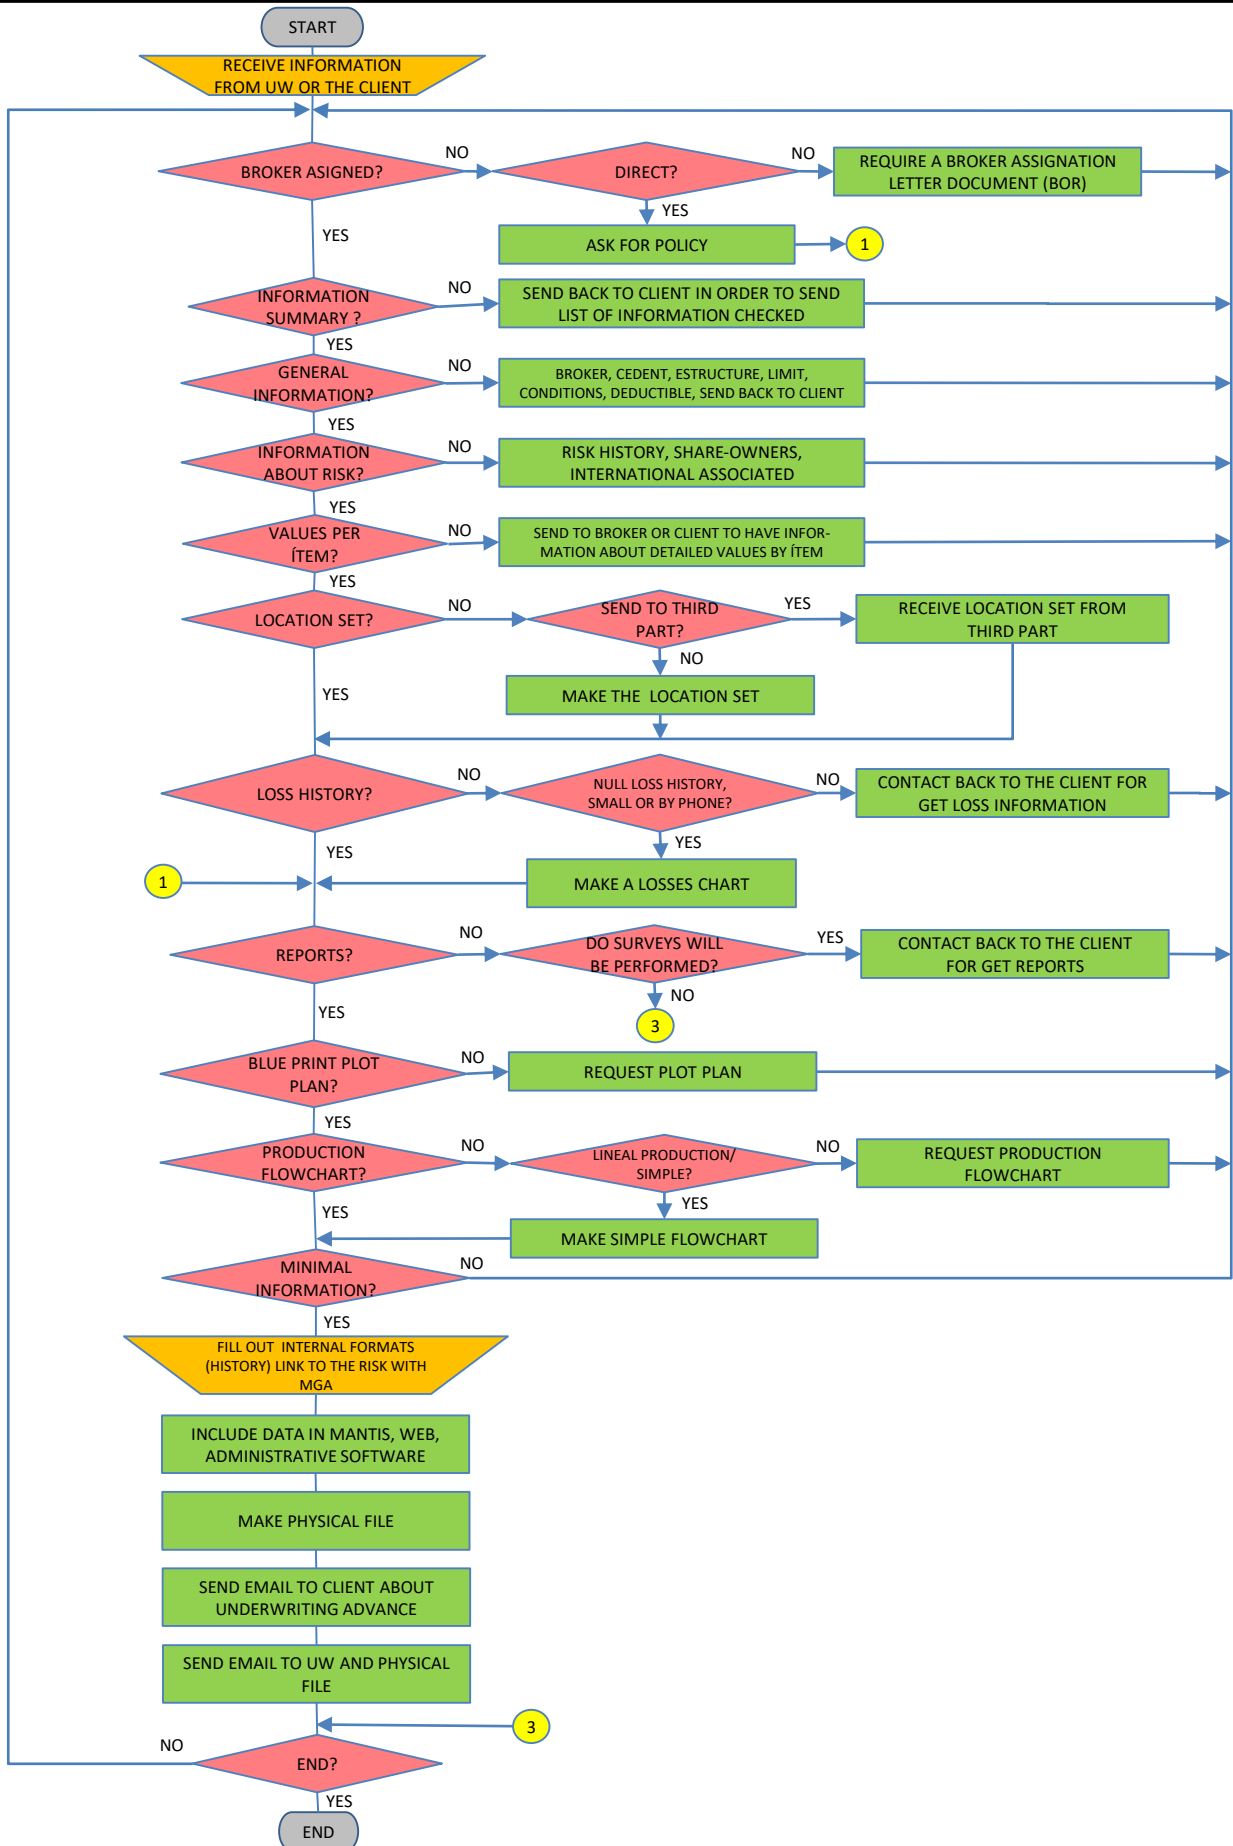 START
RECEIVE INFORMATION
FROM UW OR THE CLIENT
BROKER ASIGNED?
NO
DIRECT?
NO
REQUIRE A BROKER ASSIGNATION
LETTER DOCUMENT (BOR)
YES
YES
ASK FOR POLICY
1
INFORMATION
SUMMARY ?
NO
SEND BACK TO CLIENT IN ORDER TO SEND
LIST OF INFORMATION CHECKED
YES
GENERAL
INFORMATION?
NO
BROKER, CEDENT, ESTRUCTURE, LIMIT,
CONDITIONS, DEDUCTIBLE, SEND BACK TO CLIENT
YES
INFORMATION
ABOUT RISK?
NO
RISK HISTORY, SHARE-OWNERS,
INTERNATIONAL ASSOCIATED
YES
VALUES PER
ÍTEM?
NO
SEND TO BROKER OR CLIENT TO HAVE INFOR-
MATION ABOUT DETAILED VALUES BY ÍTEM
YES
LOCATION SET?
NO
SEND TO THIRD
PART?
YES
RECEIVE LOCATION SET FROM
THIRD PART
NO
YES
MAKE THE  LOCATION SET
LOSS HISTORY?
NO
NULL LOSS HISTORY,
SMALL OR BY PHONE?
NO
CONTACT BACK TO THE CLIENT FOR
GET LOSS INFORMATION
YES
YES
1
MAKE A LOSSES CHART
REPORTS?
NO
DO SURVEYS WILL
BE PERFORMED?
YES
CONTACT BACK TO THE CLIENT
FOR GET REPORTS
NO
YES
3
BLUE PRINT PLOT
PLAN?
NO
REQUEST PLOT PLAN
YES
PRODUCTION
FLOWCHART?
NO
LINEAL PRODUCTION/
SIMPLE?
NO
REQUEST PRODUCTION
FLOWCHART
YES
YES
MAKE SIMPLE FLOWCHART
MINIMAL
INFORMATION?
NO
YES
FILL OUT  INTERNAL FORMATS
(HISTORY) LINK TO THE RISK WITH
MGA
INCLUDE DATA IN MANTIS, WEB,
ADMINISTRATIVE SOFTWARE
MAKE PHYSICAL FILE
SEND EMAIL TO CLIENT ABOUT
UNDERWRITING ADVANCE
SEND EMAIL TO UW AND PHYSICAL
FILE
3
NO
END?
YES
END